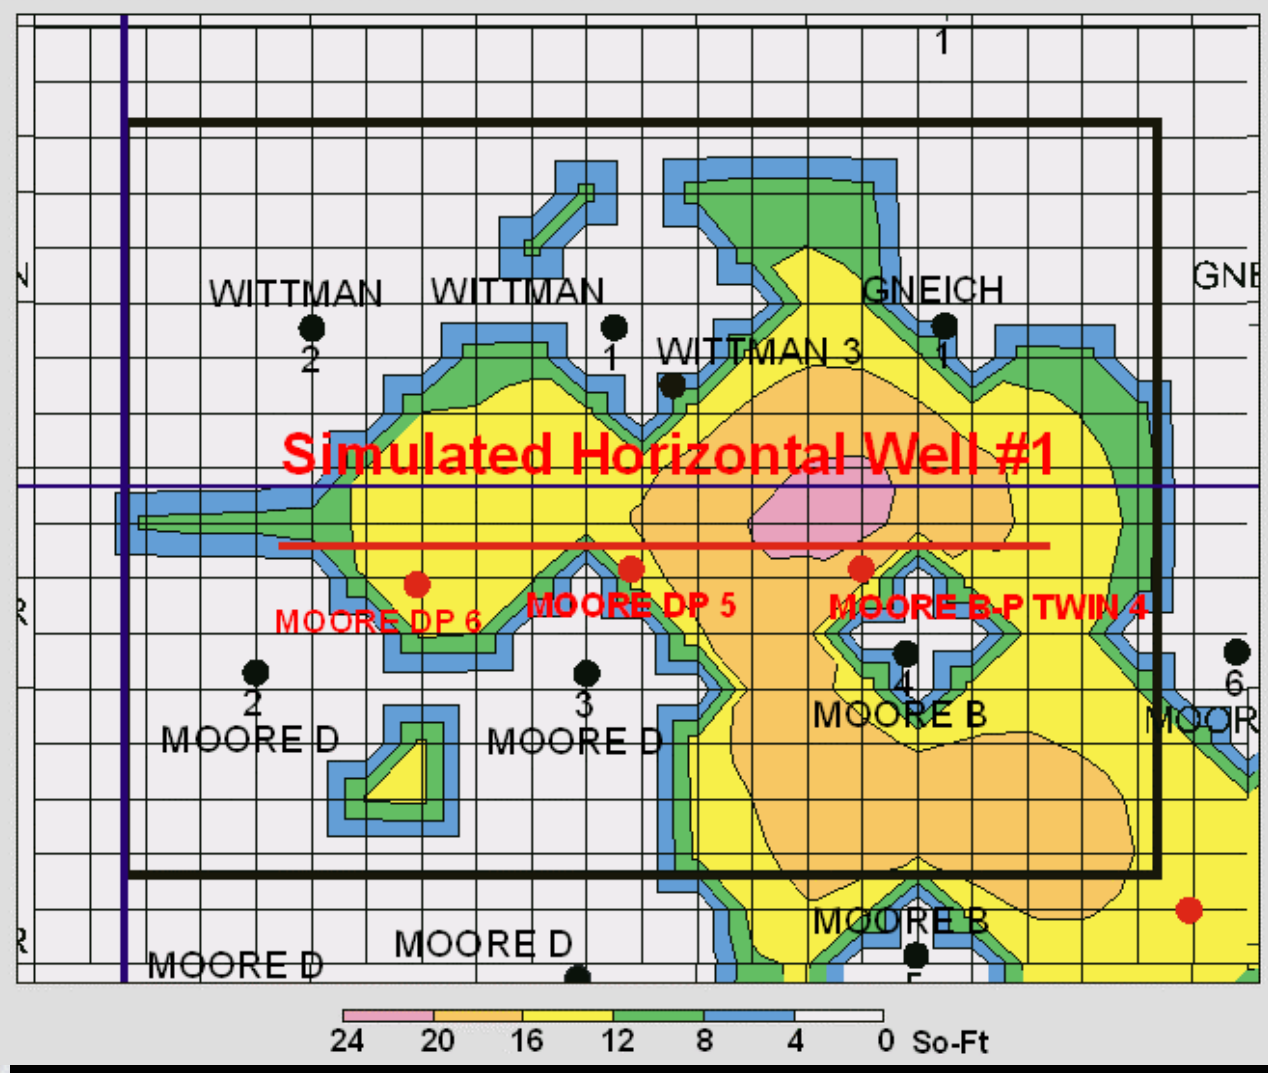 1
N
GNE
WITTMAN
WITTMAN
GNEICH
2
1
1
WITTMAN 3
Simulated Horizontal Well #1
R
MOORE DP 6
MOORE DP 5
MOORE B-P TWIN 4
2
3
4
6
MOORE D
MOORE D
MOORE B
MOOR
R
MOORE D
MOORE D
MOORE B
24 20 16 12 8 4 0 So-Ft